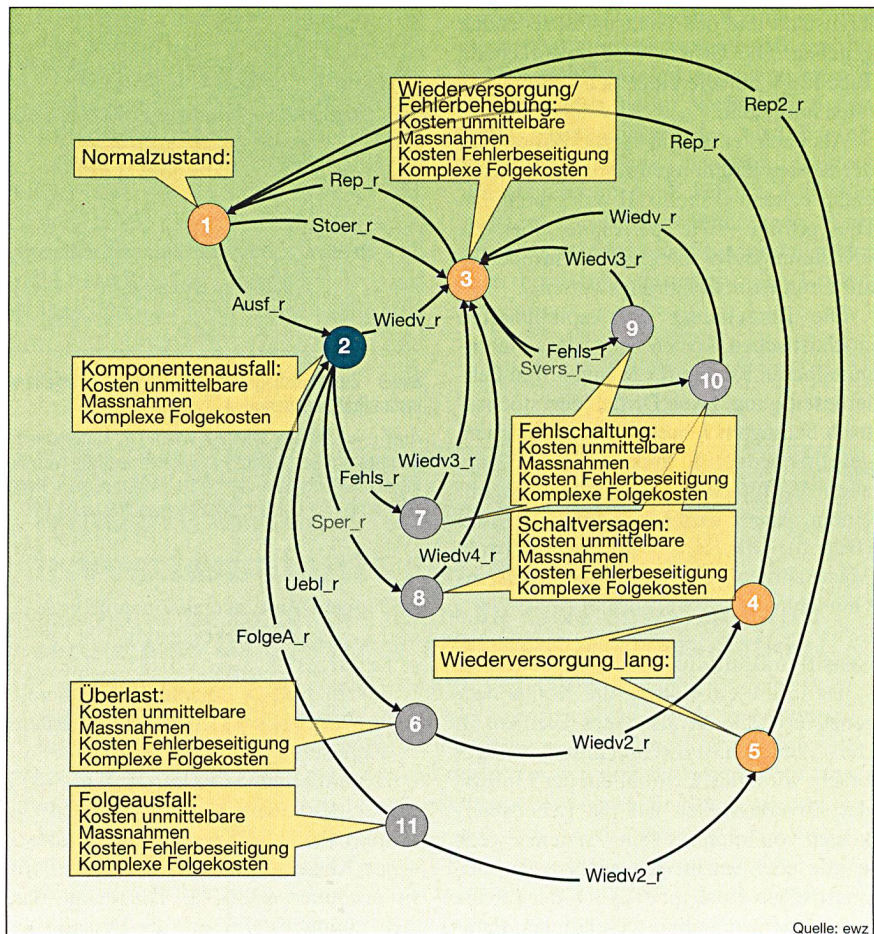 Wiederversorgung/
Fehlerbehebung:
Kosten unmittelbare
Massnahmen
Kosten Fehlerbeseitigung
Komplexe Folgekosten
Rep2_r
Rep_r
Normalzustand:
Rep_r
1
Stoer_r
Wiedv_r
Wiedv3_r
3
Ausf_r
Wiedv_r
2
9
Fehls_r
Svers_r
10
Komponentenausfall:
Kosten unmittelbare
Massnahmen
Komplexe Folgekosten
Fehlschaltung:
Kosten unmittelbare
Massnahmen
Kosten Fehlerbeseitigung
Komplexe Folgekosten
Wiedv3_r
Fehls_r
7
Sper_r
Schaltversagen:
Kosten unmittelbare
Massnahmen
Kosten Fehlerbeseitigung
Komplexe Folgekosten
Wiedv4_r
Uebl_r
8
4
FolgeA_r
Wiederversorgung_lang:
Überlast:
Kosten unmittelbare
Massnahmen
Kosten Fehlerbeseitigung
Komplexe Folgekosten
6
Wiedv2_r
5
Folgeausfall:
Kosten unmittelbare
Massnahmen
Kosten Fehlerbeseitigung
Komplexe Folgekosten
11
Wiedv2_r
Quelle: ewz